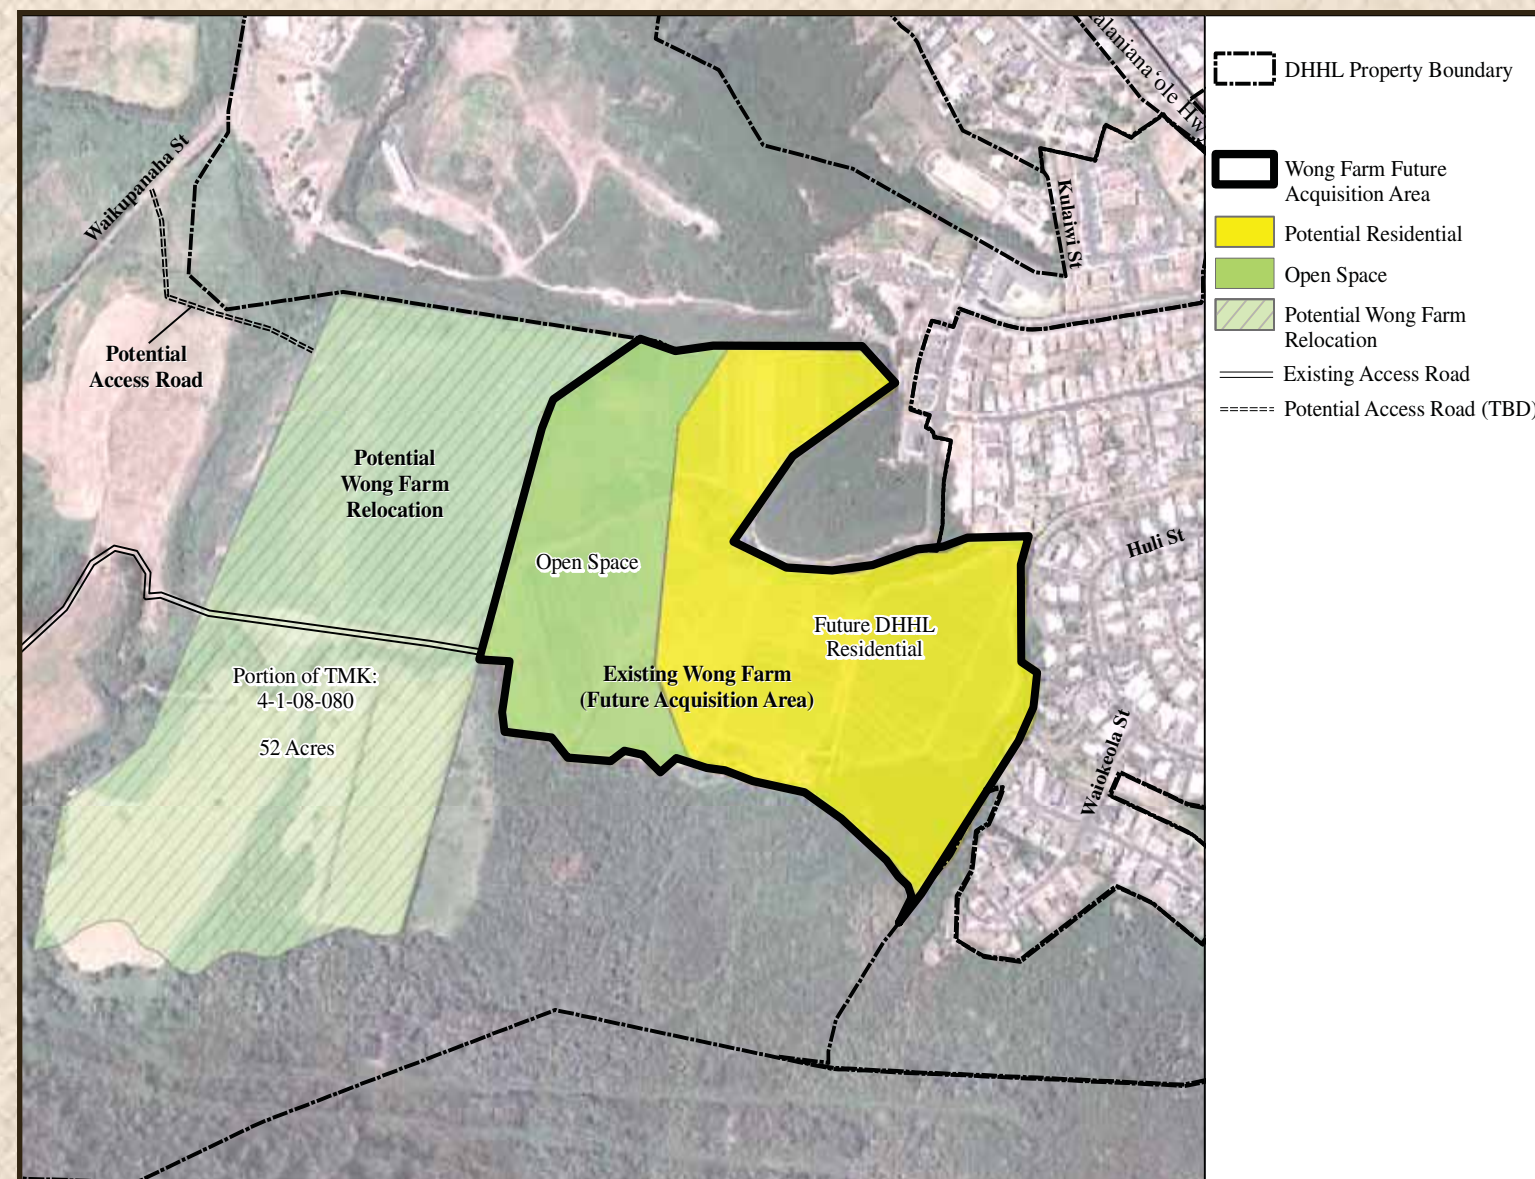 alanianaʻole Hw
DHHL Property Boundary
Waikupanaha St
Kulaiwi St
Wong Farm Future
Acquisition Area
Potential Residential
Open Space
Potential Wong Farm
Relocation
Existing Access Road
Potential Access Road (TBD)
Potential
Access Road
Potential
Wong Farm
Relocation
Open Space
Huli St
Future DHHL
Residential
Existing Wong Farm
(Future Acquisition Area)
Portion of TMK:
4-1-08-080
52 Acres
Waiokeola St